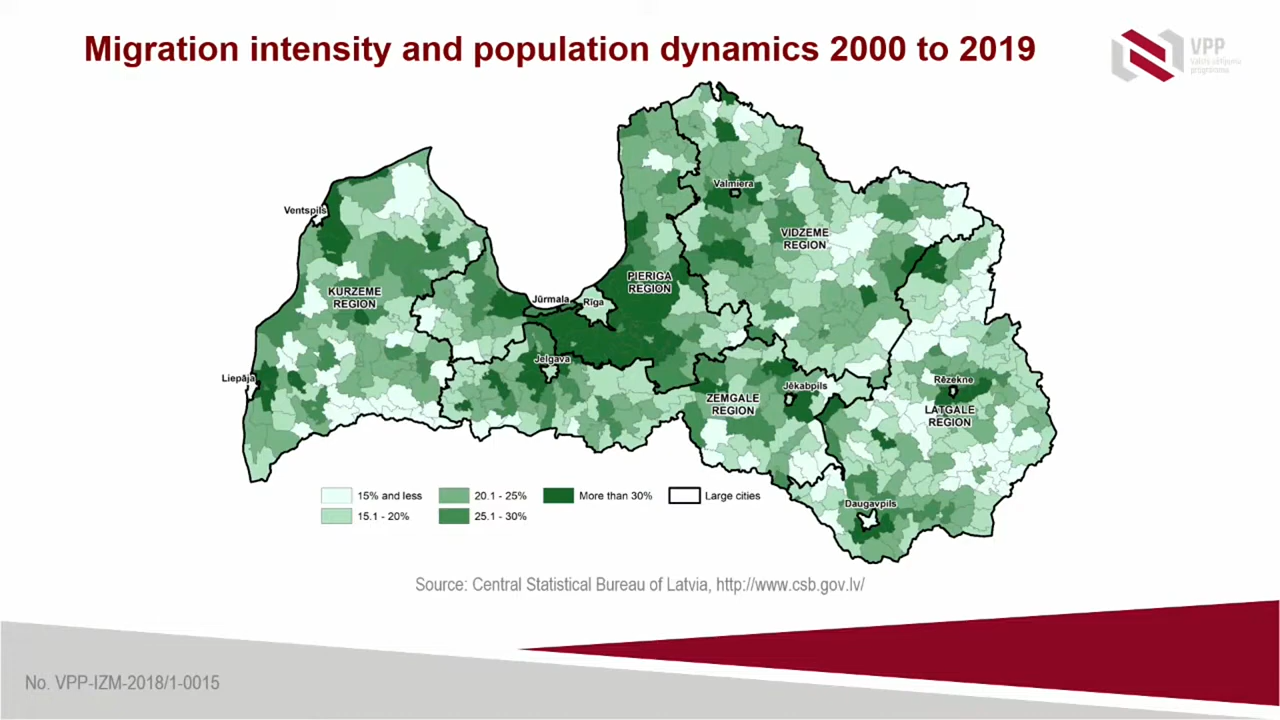 Migration intensity and population dynamics 2000 to 2019
VPP
Valsts pētījumu
programma
Ventspils
Valmiera
VIDZEME
REGION
PIERIGA
REGION
KURZEME
REGION
Jūrmala
Rīga
Jelgava
Liepāja
Rēzekne
Jēkabpils
ZEMGALE
REGION
LATGALE
REGION
Daugavpils
15% and less
20.1 - 25%
More than 30%
Large cities
15.1 - 20%
25.1 - 30%
Source: Central Statistical Bureau of Latvia, http://www.csb.gov.lv/
No. VPP-IZM-2018/1-0015